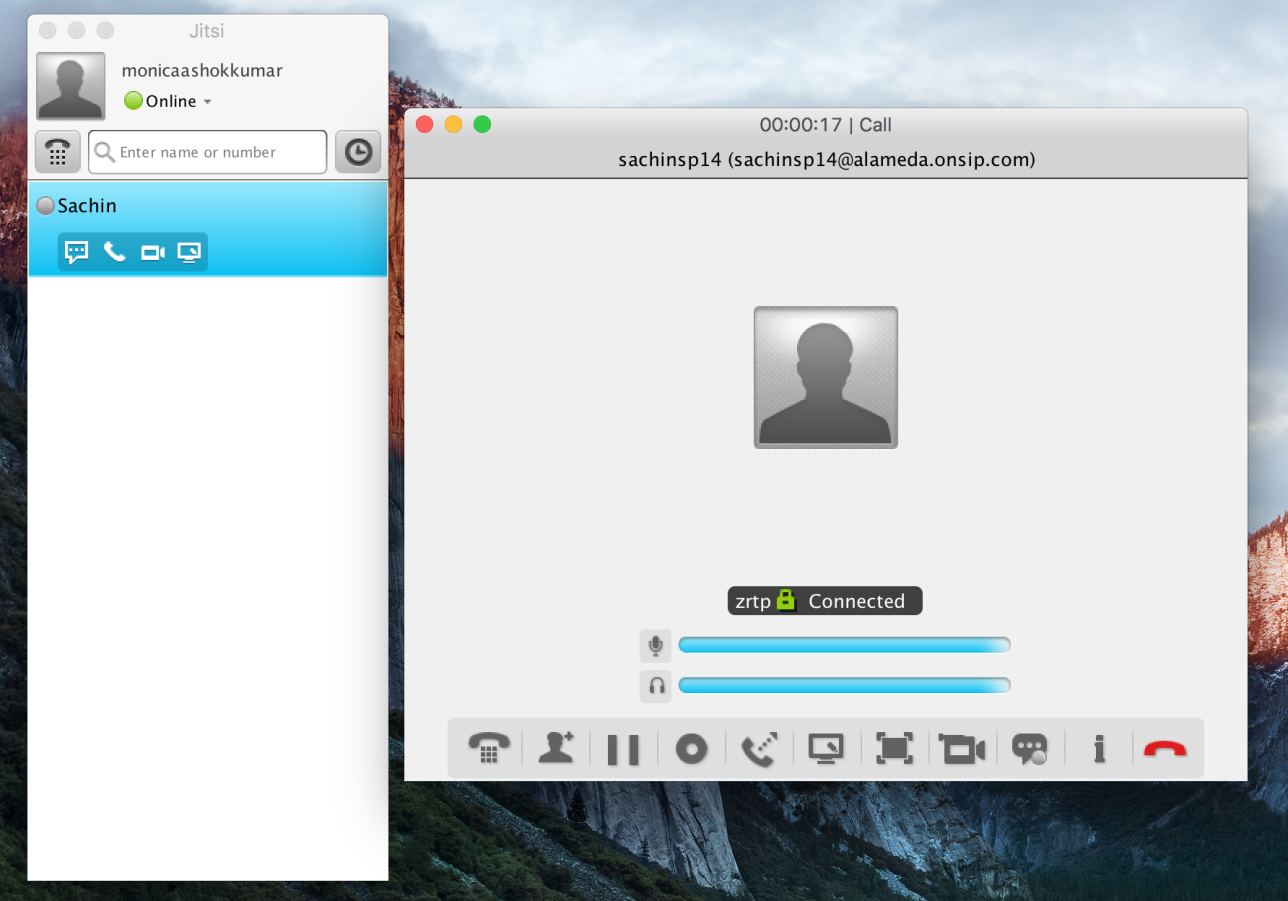 Jitsi
monicaashokkumar
Online
Enter name or number
Sachin
00:00:17 | Call
sachinsp14 (sachinsp14@alameda.onsip.com)
zrtp Connected